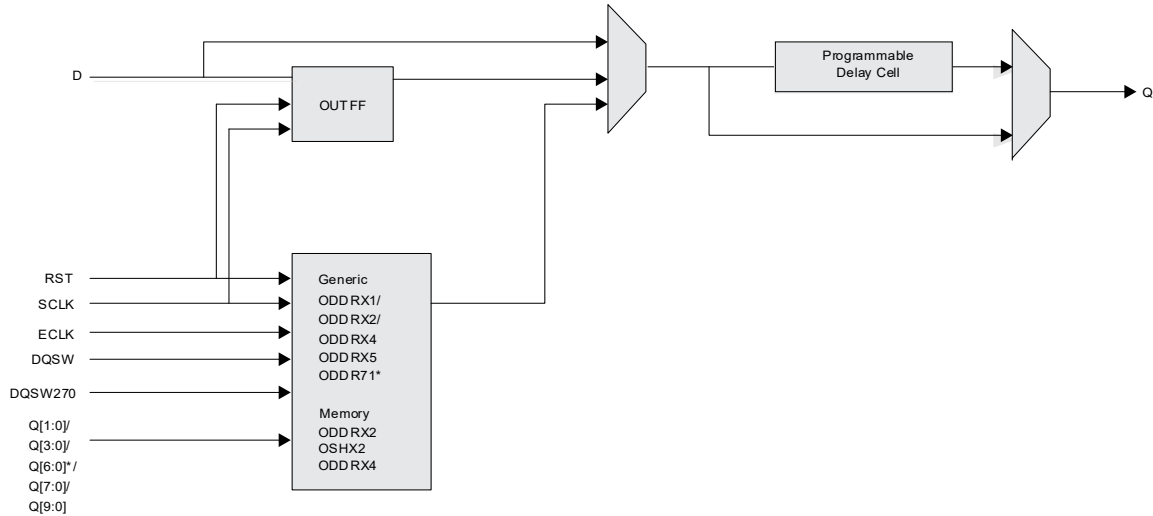 D
OUTFF
Programmable
Delay Cell
Q
RST
SCLK
ECLK
DQSW
DQSW270
Q[1:0]/
Q[3:0]/
Q[6:0]*/
Q[7:0]/
Q[9:0]
Generic
ODDRX1/
ODDRX2/
ODDRX4
ODDRX5
ODDR71*
Memory
ODDRX2
OSHX2
ODDRX4